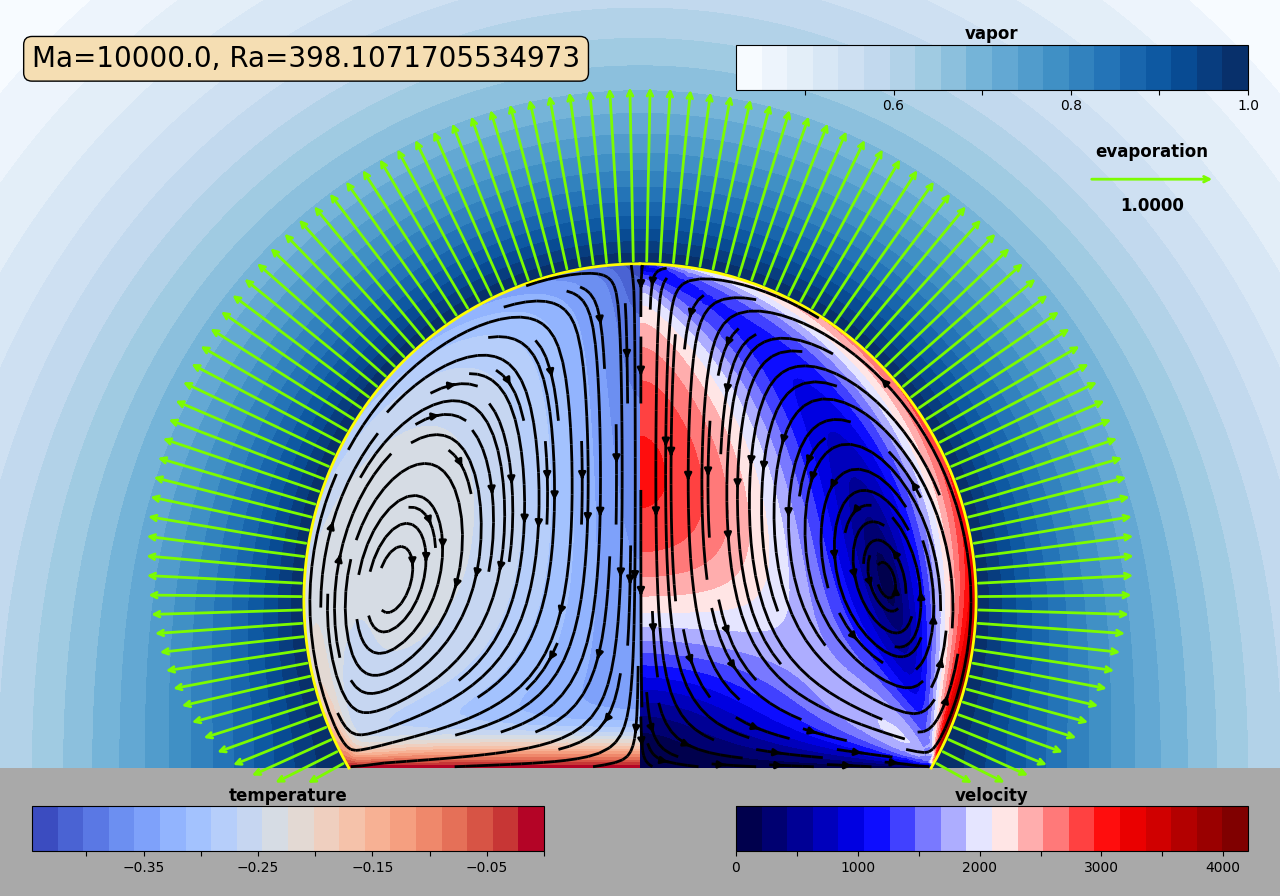 Ma=10000.0, Ra=398.1071705534973
vapor
0.6 0.8 1.0
evaporation
1.0000
temperature
−0.35 −0.25 −0.15 −0.05
velocity
0 1000 2000 3000 4000